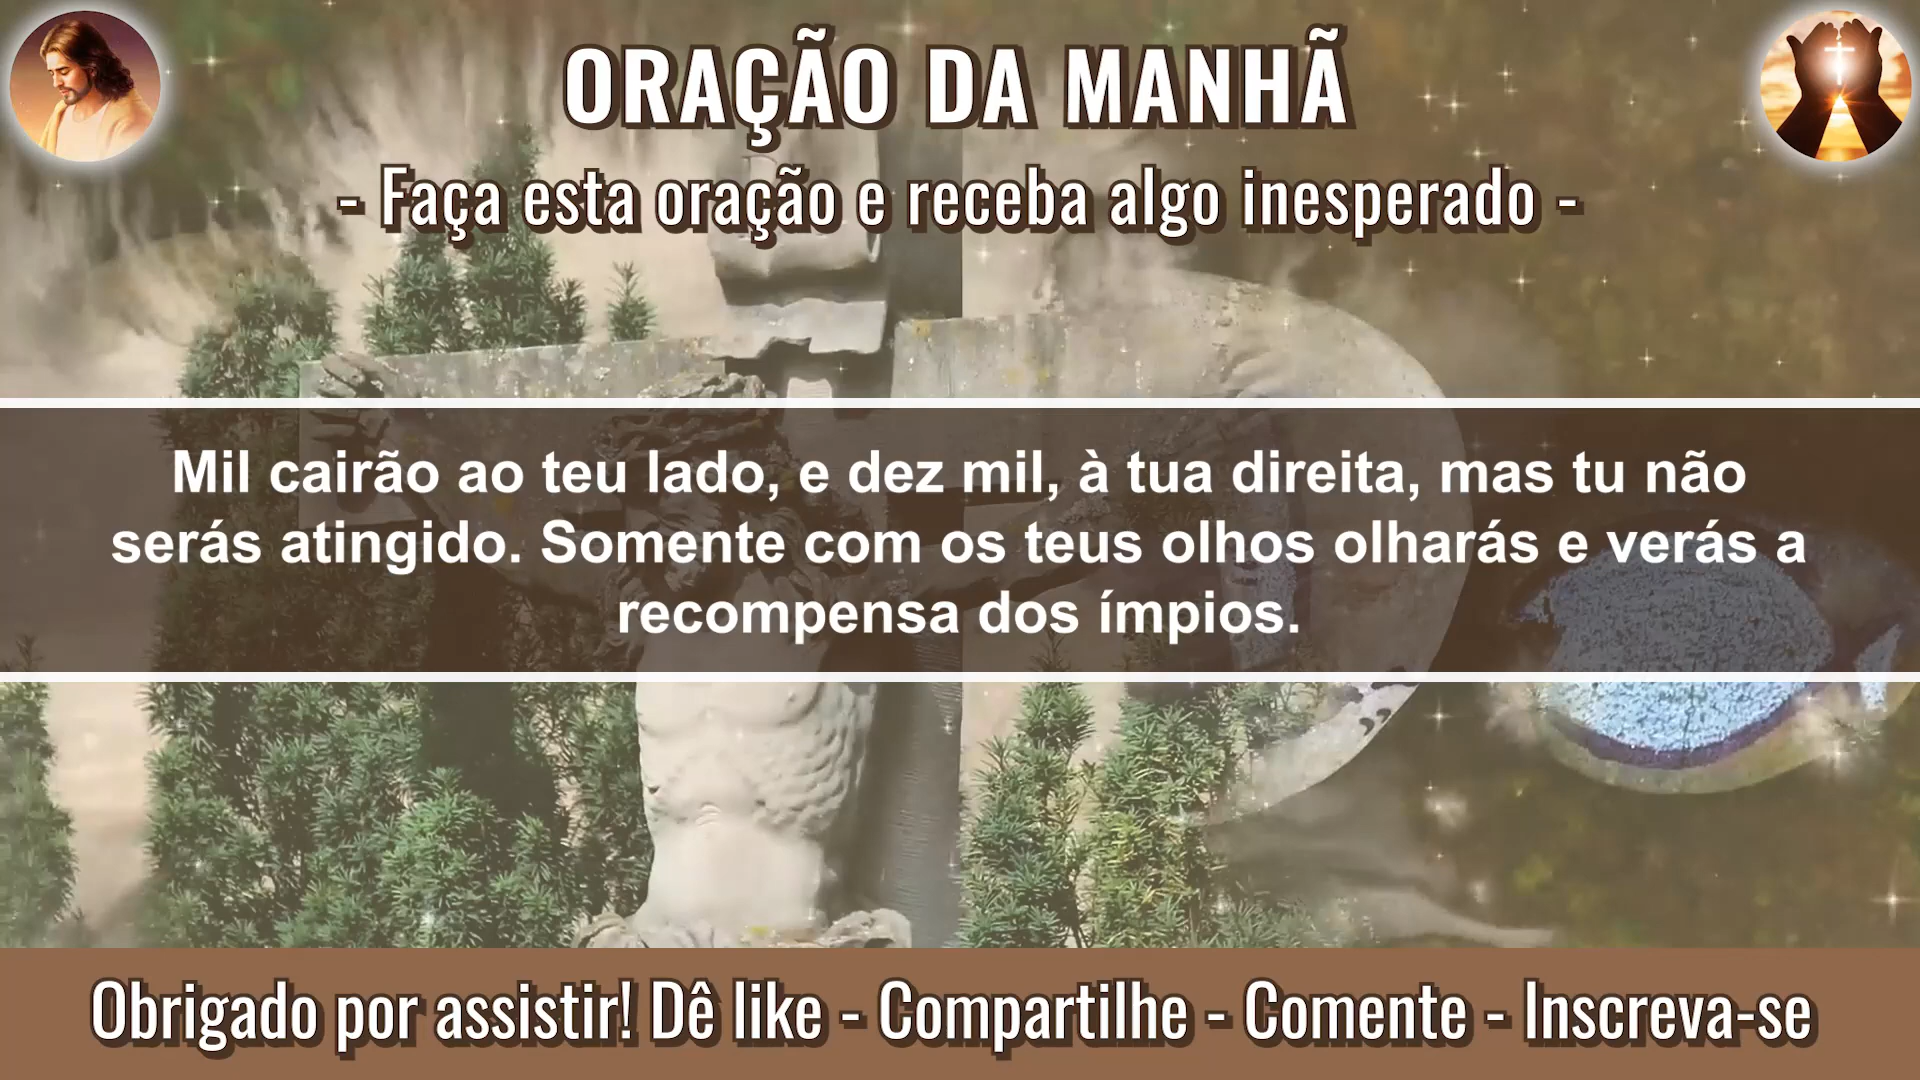 ORAÇÃO DA MANHÃ
- Faça esta oração e receba algo inesperado -
Mil cairão ao teu lado, e dez mil, à tua direita, mas tu não
serás atingido. Somente com os teus olhos olharás e verás a
recompensa dos ímpios.
Obrigado por assistir! Dê like - Compartilhe - Comente - Inscreva-se